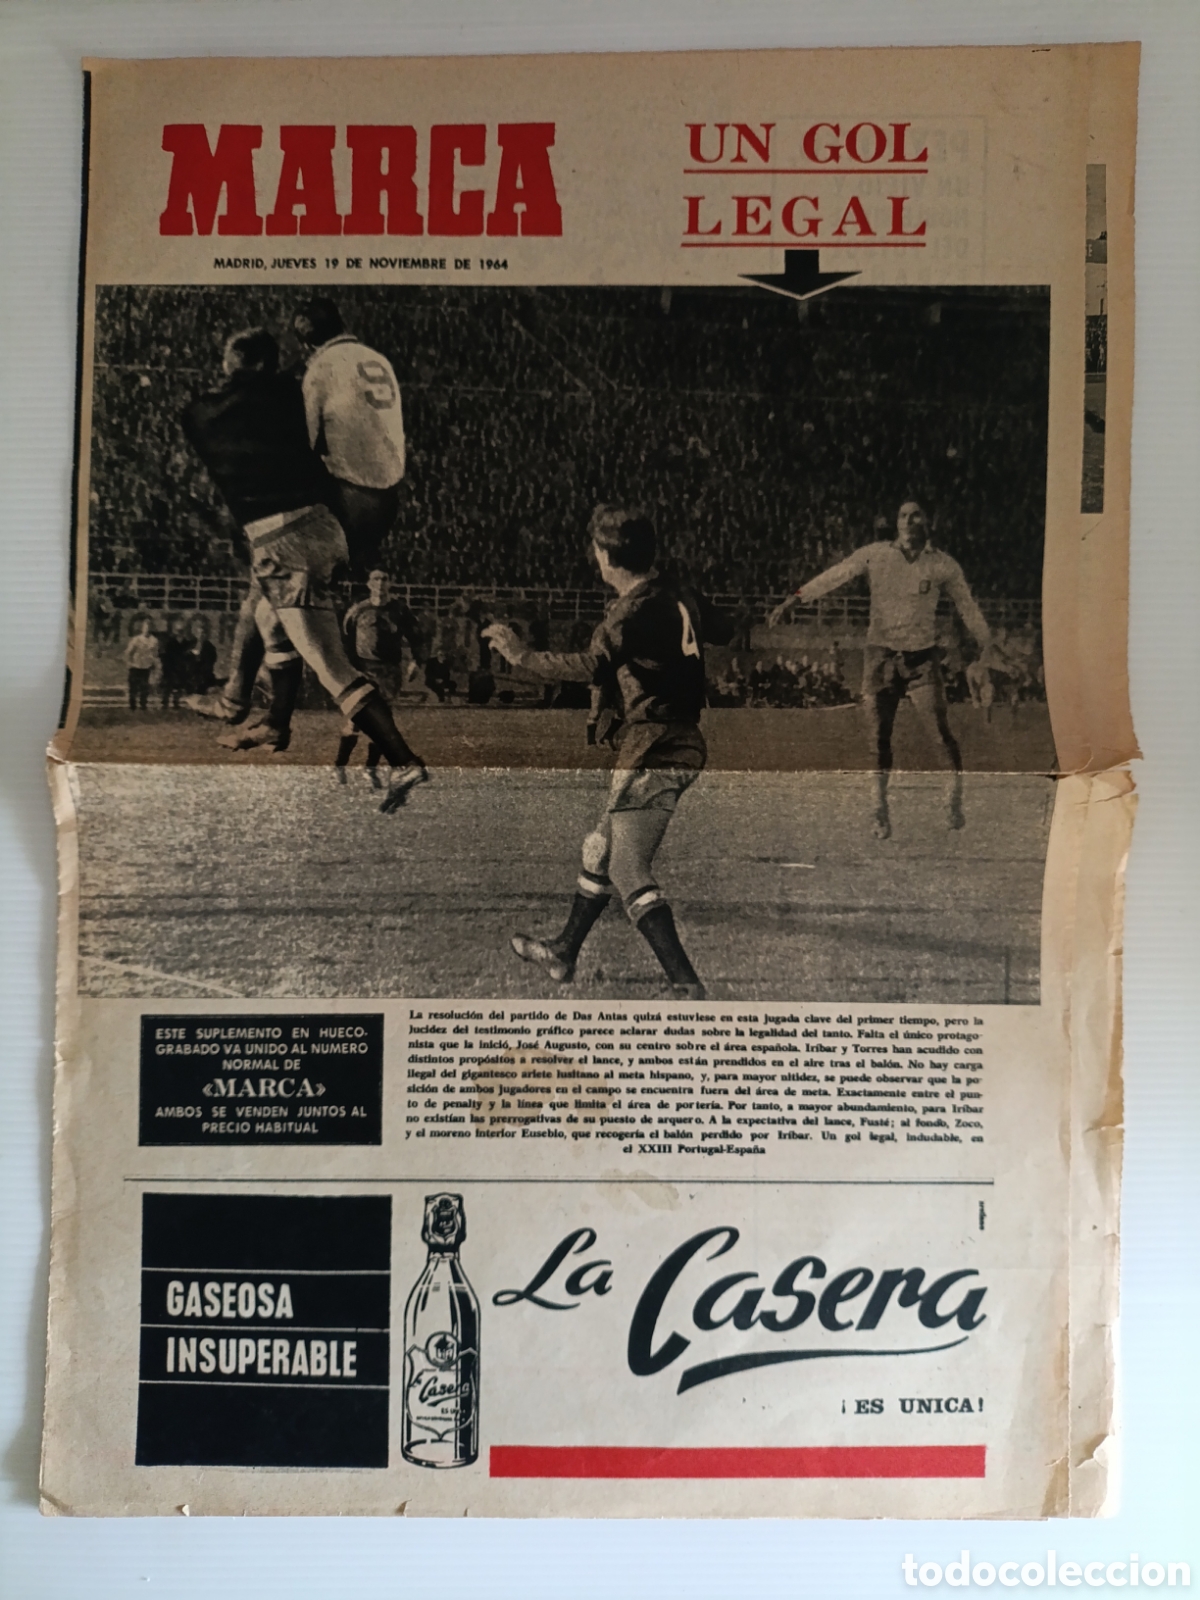 MARCA
MADRID, JUEVES 19 DE NOVIEMBRE DE 1964
UN GOL
LEGAL
9
4
MOTOR
ESTE SUPLEMENTO EN HUECO-
GRABADO VA UNIDO AL NUMERO
NORMAL DE
«MARCA»
AMBOS SE VENDEN JUNTOS AL
PRECIO HABITUAL
La resolución del partido de Das Antas quizá estuviese en esta jugada clave del primer tiempo, pero la
lucidez del testimonio gráfico parece aclarar dudas sobre la legalidad del tanto. Falta el único protago-
nista que la inició, José Augusto, con su centro sobre el área española. Iríbar y Torres han acudido con
distintos propósitos a resolver el lance, y ambos están prendidos en el aire tras el balón. No hay carga
ilegal del gigantesco ariete lusitano al meta hispano, y, para mayor nitidez, se puede observar que la po-
sición de ambos jugadores en el campo se encuentra fuera del área de meta. Exactamente entre el pun-
to de penalty y la línea que limita el área de portería. Por tanto, a mayor abundamiento, para Iríbar
no existían las prerrogativas de su puesto de arquero. A la expectativa del lance, Fusté; al fondo, Zoco,
y el moreno interior Eusebio, que recogería el balón perdido por Iríbar. Un gol legal, indudable, en
el XXIII Portugal-España
GASEOSA
INSUPERABLE
La Casera
ES UNICA
La Casera
¡ES UNICA!
todocoleccion